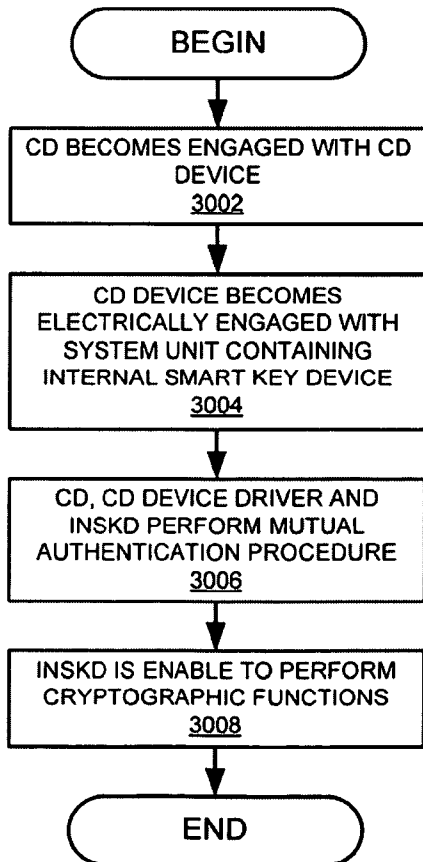 BEGIN
CD BECOMES ENGAGED WITH CD
DEVICE
3002
CD DEVICE BECOMES
ELECTRICALLY ENGAGED WITH
SYSTEM UNIT CONTAINING
INTERNAL SMART KEY DEVICE
3004
CD, CD DEVICE DRIVER AND
INSKD PERFORM MUTUAL
AUTHENTICATION PROCEDURE
3006
INSKD IS ENABLE TO PERFORM
CRYPTOGRAPHIC FUNCTIONS
3008
END